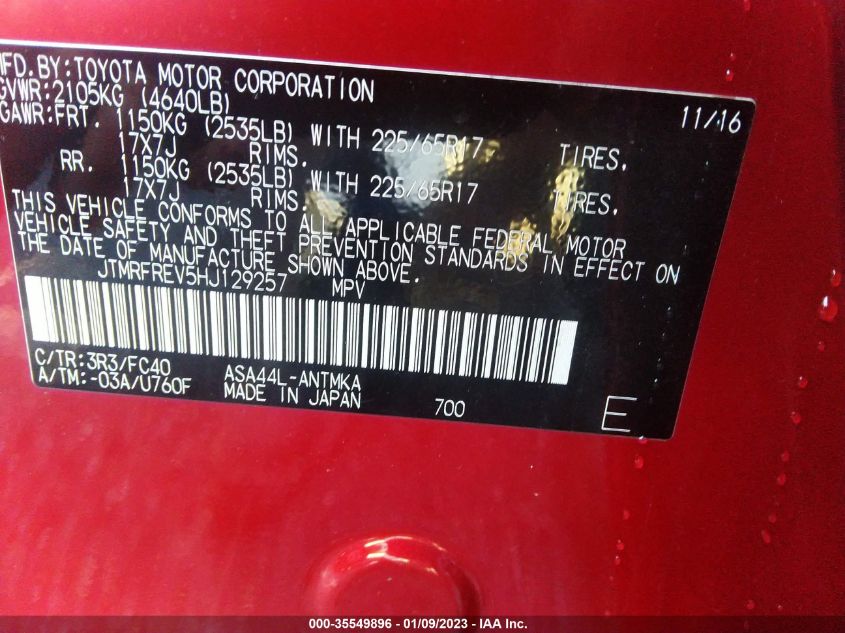 MFD.BY:TOYOTA MOTOR CORPORATION 11/16
GVWR:2105KG (4640LB)
GAWR:FRT. 1150KG (2535LB) WITH 225/65R17 TIRES.
17X7J RIMS.
RR. 1150KG (2535LB) WITH 225/65R17 TIRES.
17X7J RIMS.
THIS VEHICLE CONFORMS TO ALL APPLICABLE FEDERAL MOTOR
VEHICLE SAFETY AND THEFT PREVENTION STANDARDS IN EFFECT ON
THE DATE OF MANUFACTURE SHOWN ABOVE.
JTMRFREV5HJ129257 MPV
C/TR:3R3/FC40 ASA44L-ANTMKA
A/TM:-03A/U760F MADE IN JAPAN 700 E
000-35549896 - 01/09/2023 - IAA Inc.